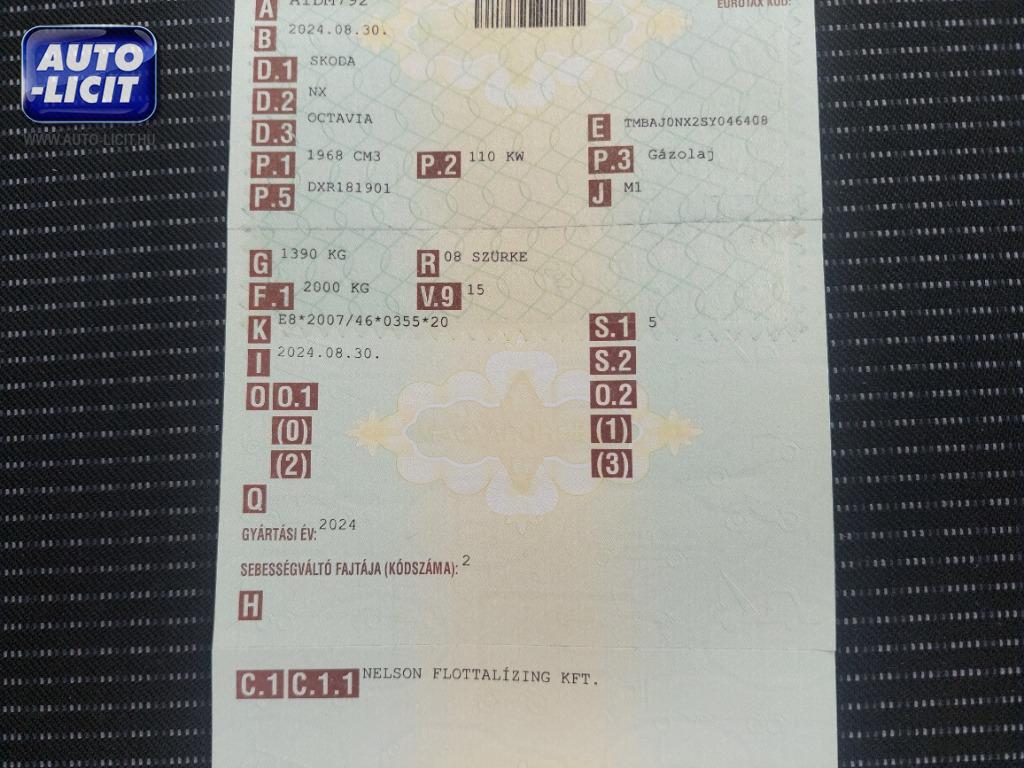 AUTO
-LICIT
WWW.AUTO-LICIT.HU
A AIDM792 EUROTAX KÓD:
B 2024.08.30.
D.1 SKODA
D.2 NX
D.3 OCTAVIA E TMBAJ0NX2SY046408
P.1 1968 CM3 P.2 110 KW P.3 Gázolaj
P.5 DXR181901 J M1
G 1390 KG R 08 SZÜRKE
F.1 2000 KG V.9 15
K E8*2007/46*0355*20 S.1 5
I 2024.08.30. S.2
O O.1 O.2
(0) (1)
(2) (3)
Q
GYÁRTÁSI ÉV: 2024
SEBESSÉGVÁLTÓ FAJTÁJA (KÓDSZÁMA): 2
H
C.1 C.1.1 NELSON FLOTTALÍZING KFT.